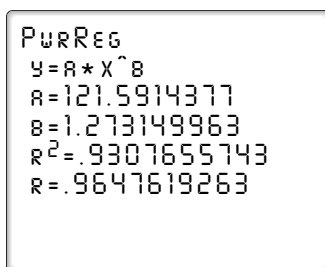 PwrReg
y=a*x^b
a=121.5914377
b=1.273149963
r²=.9307655743
r=.9647619263